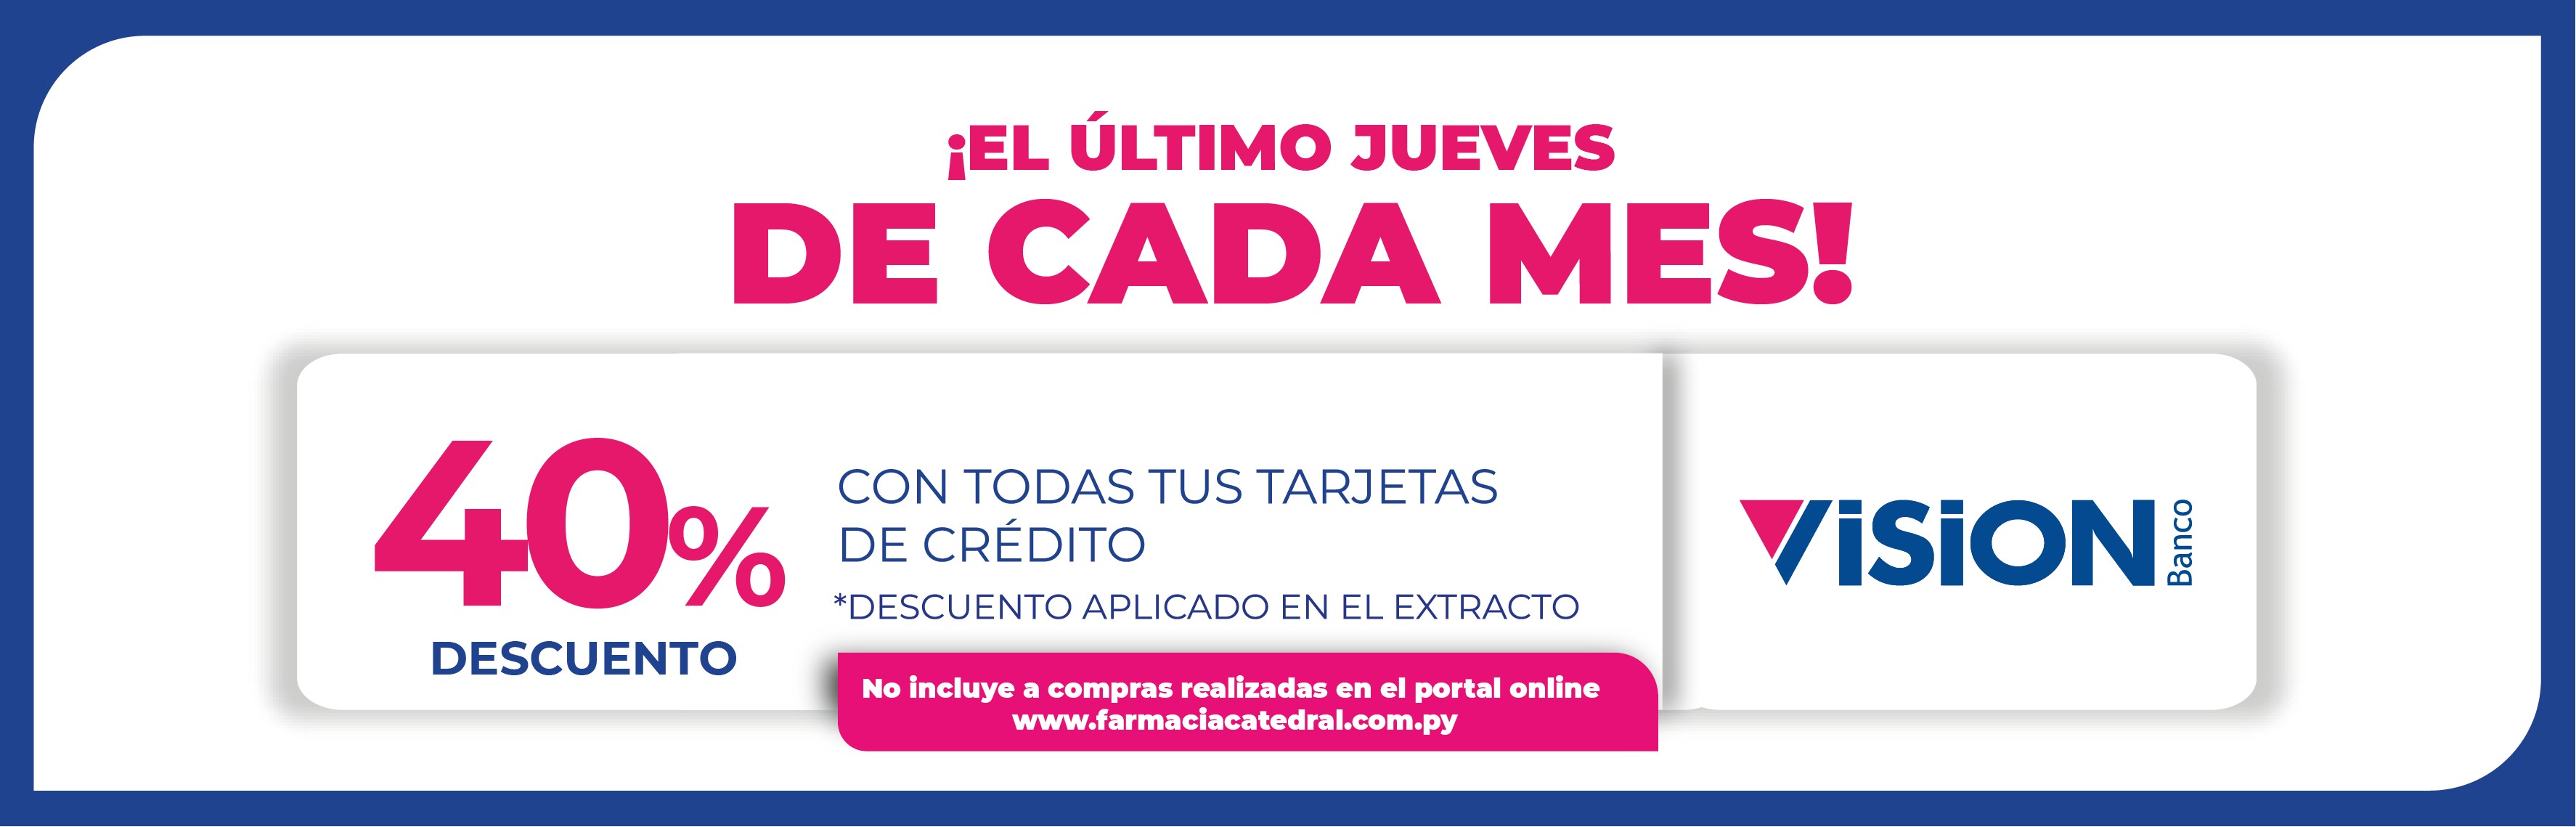 ¡EL ÚLTIMO JUEVES
DE CADA MES!
40%
DESCUENTO
CON TODAS TUS TARJETAS
DE CRÉDITO
*DESCUENTO APLICADO EN EL EXTRACTO
No incluye a compras realizadas en el portal online
www.farmaciacatedral.com.py
ViSiON
Banco